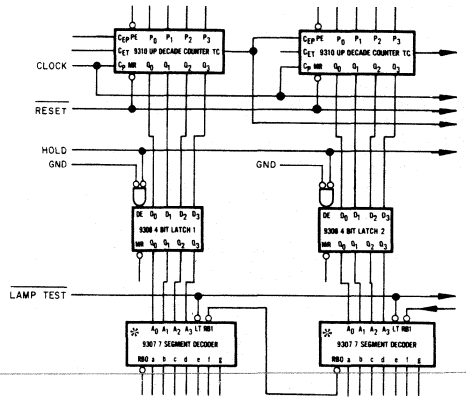 PE P0 P1 P2 P3 PE P0 P1 P2 P3
CEP CEP
CET 9310 UP DECADE COUNTER TC CET 9310 UP DECADE COUNTER TC
CLOCK CP MR Q0 Q1 Q2 Q3 CP MR Q0 Q1 Q2 Q3
RESET
HOLD
GND GND
DE D0 D1 D2 D3 DE D0 D1 D2 D3
9308 4 BIT LATCH 1 9308 4 BIT LATCH 2
MR Q0 Q1 Q2 Q3 MR Q0 Q1 Q2 Q3
LAMP TEST
A0 A1 A2 A3 LT RB1 A0 A1 A2 A3 LT RB1
* 9307 7 SEGMENT DECODER * 9307 7 SEGMENT DECODER
RBO a b c d e f g RBO a b c d e f g